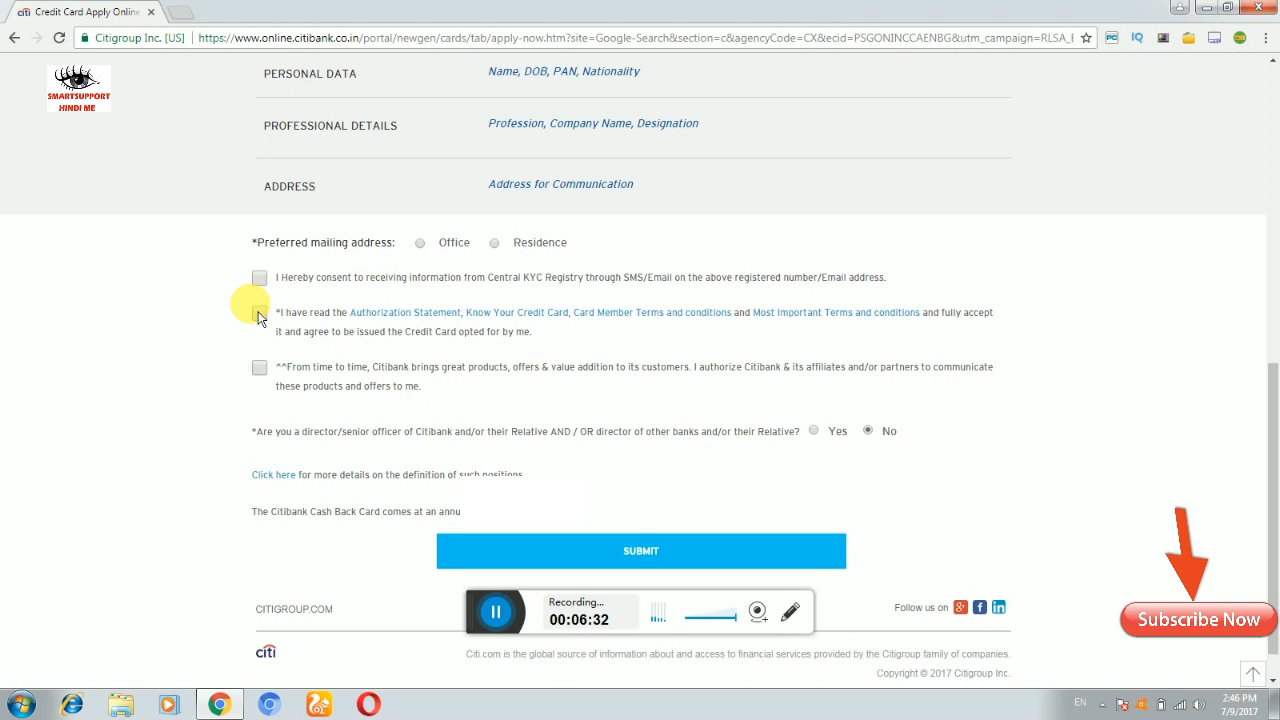 citi Credit Card Apply Online
Citigroup Inc. [US] https://www.online.citibank.co.in/portal/newgen/cards/tab/apply-now.htm?site=Google-Search&section=c&agencyCode=CX&ecid=PSGONINCCAENBG&utm_campaign=RLSA_
PC IQ
SMARTSUPPORT
HINDI ME
PERSONAL DATA Name, DOB, PAN, Nationality
PROFESSIONAL DETAILS Profession, Company Name, Designation
ADDRESS Address for Communication
*Preferred mailing address: Office Residence
I Hereby consent to receiving information from Central KYC Registry through SMS/Email on the above registered number/Email address.
*I have read the Authorization Statement, Know Your Credit Card, Card Member Terms and conditions and Most Important Terms and conditions and fully accept
it and agree to be issued the Credit Card opted for by me.
^^From time to time, Citibank brings great products, offers & value addition to its customers. I authorize Citibank & its affiliates and/or partners to communicate
these products and offers to me.
*Are you a director/senior officer of Citibank and/or their Relative AND / OR director of other banks and/or their Relative? Yes No
Click here for more details on the definition of such positions
The Citibank Cash Back Card comes at an annu
SUBMIT
Recording...
00:06:32
CITIGROUP.COM
Follow us on
Subscribe Now
citi
Citi.com is the global source of information about and access to financial services provided by the Citigroup family of companies.
Copyright © 2017 Citigroup Inc.
EN
2:46 PM
7/9/2017